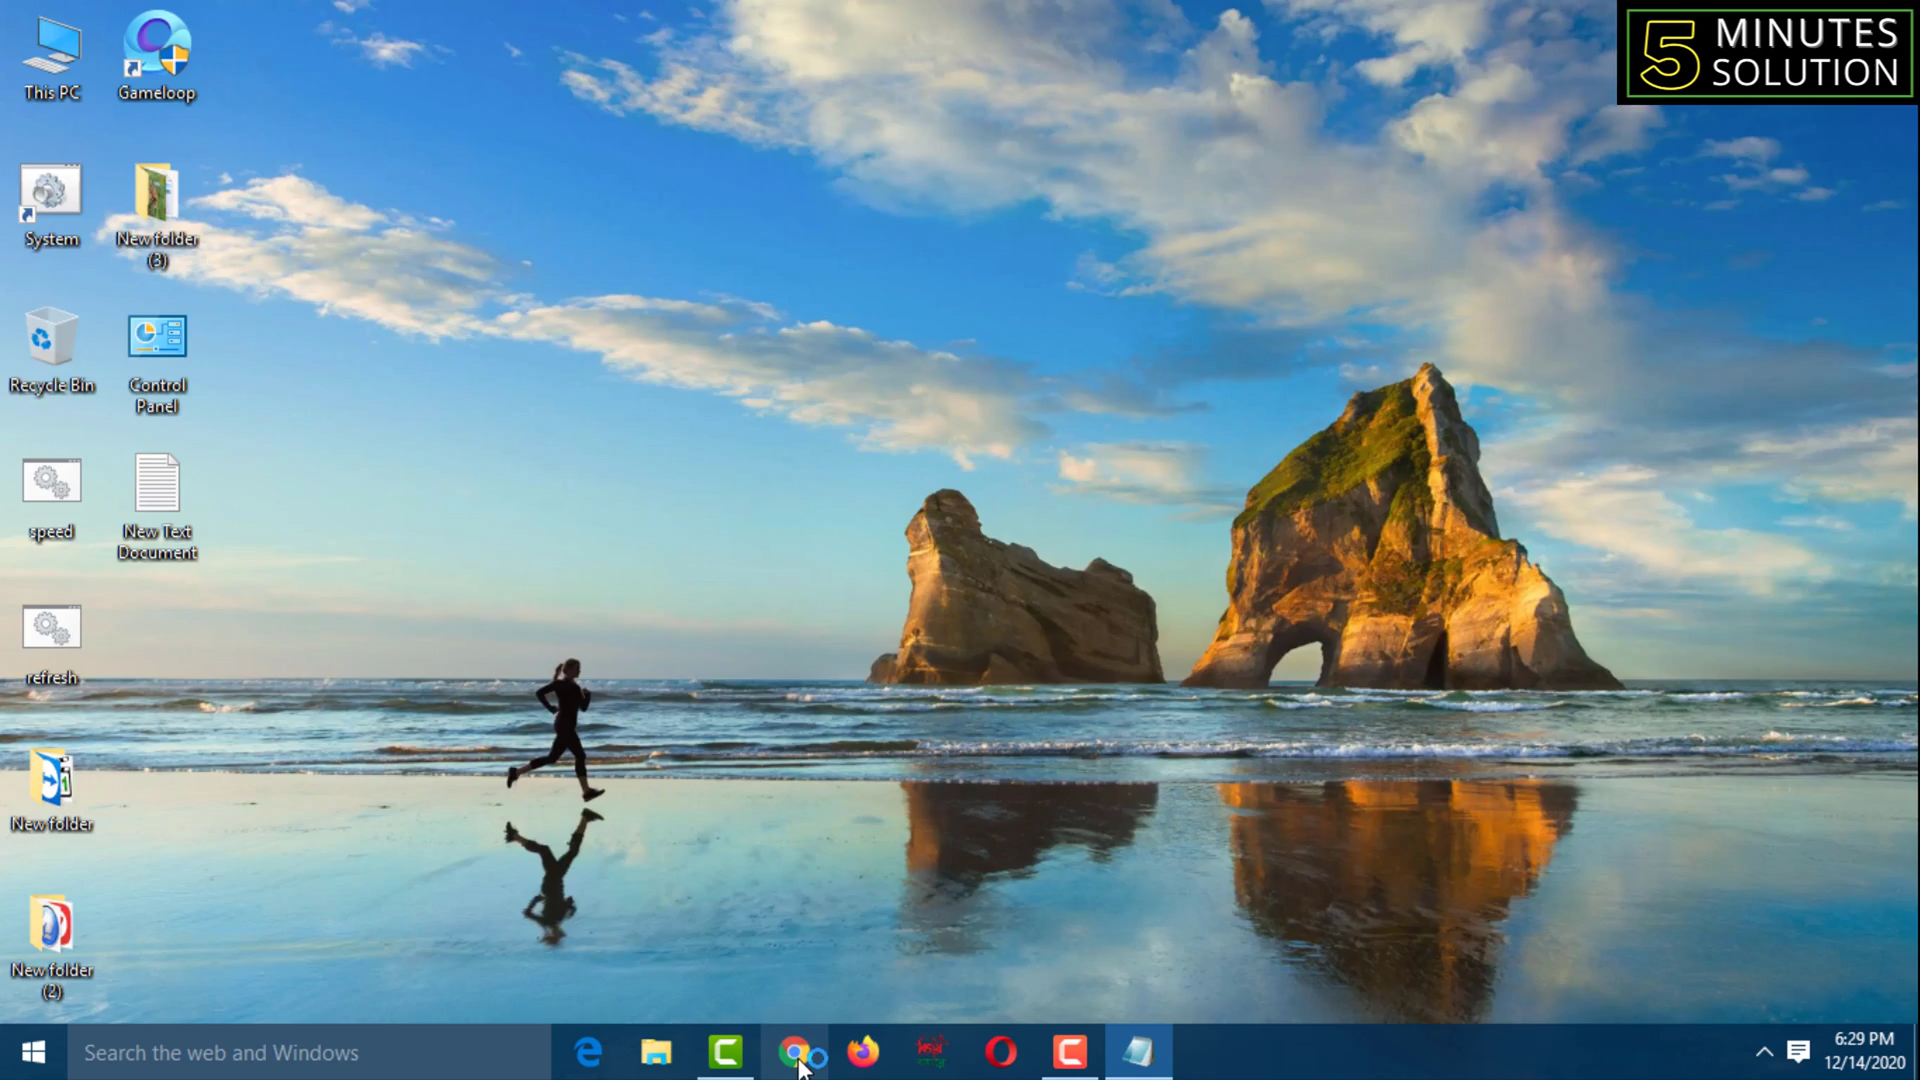 This PC
Gameloop
System
New folder
(3)
Recycle Bin
Control
Panel
speed
New Text
Document
refresh
New folder
New folder
(2)
5 MINUTES
SOLUTION
Search the web and Windows
6:29 PM
12/14/2020